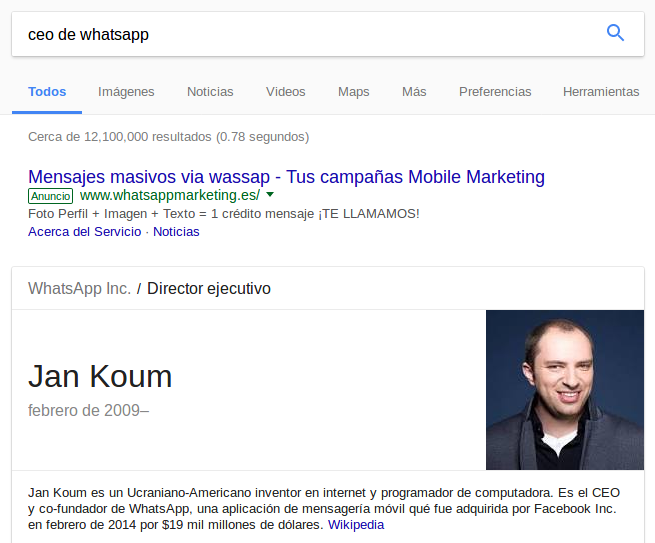 ceo de whatsapp
Todos Imágenes Noticias Videos Maps Más Preferencias Herramientas
Cerca de 12,100,000 resultados (0.78 segundos)
Mensajes masivos via wassap - Tus campañas Mobile Marketing
Anuncio www.whatsappmarketing.es/
Foto Perfil + Imagen + Texto = 1 crédito mensaje ¡TE LLAMAMOS!
Acerca del Servicio · Noticias
WhatsApp Inc. / Director ejecutivo
Jan Koum
febrero de 2009–
Jan Koum es un Ucraniano-Americano inventor en internet y programador de computadora. Es el CEO
y co-fundador de WhatsApp, una aplicación de mensagería móvil qué fue adquirida por Facebook Inc.
en febrero de 2014 por $19 mil millones de dólares. Wikipedia